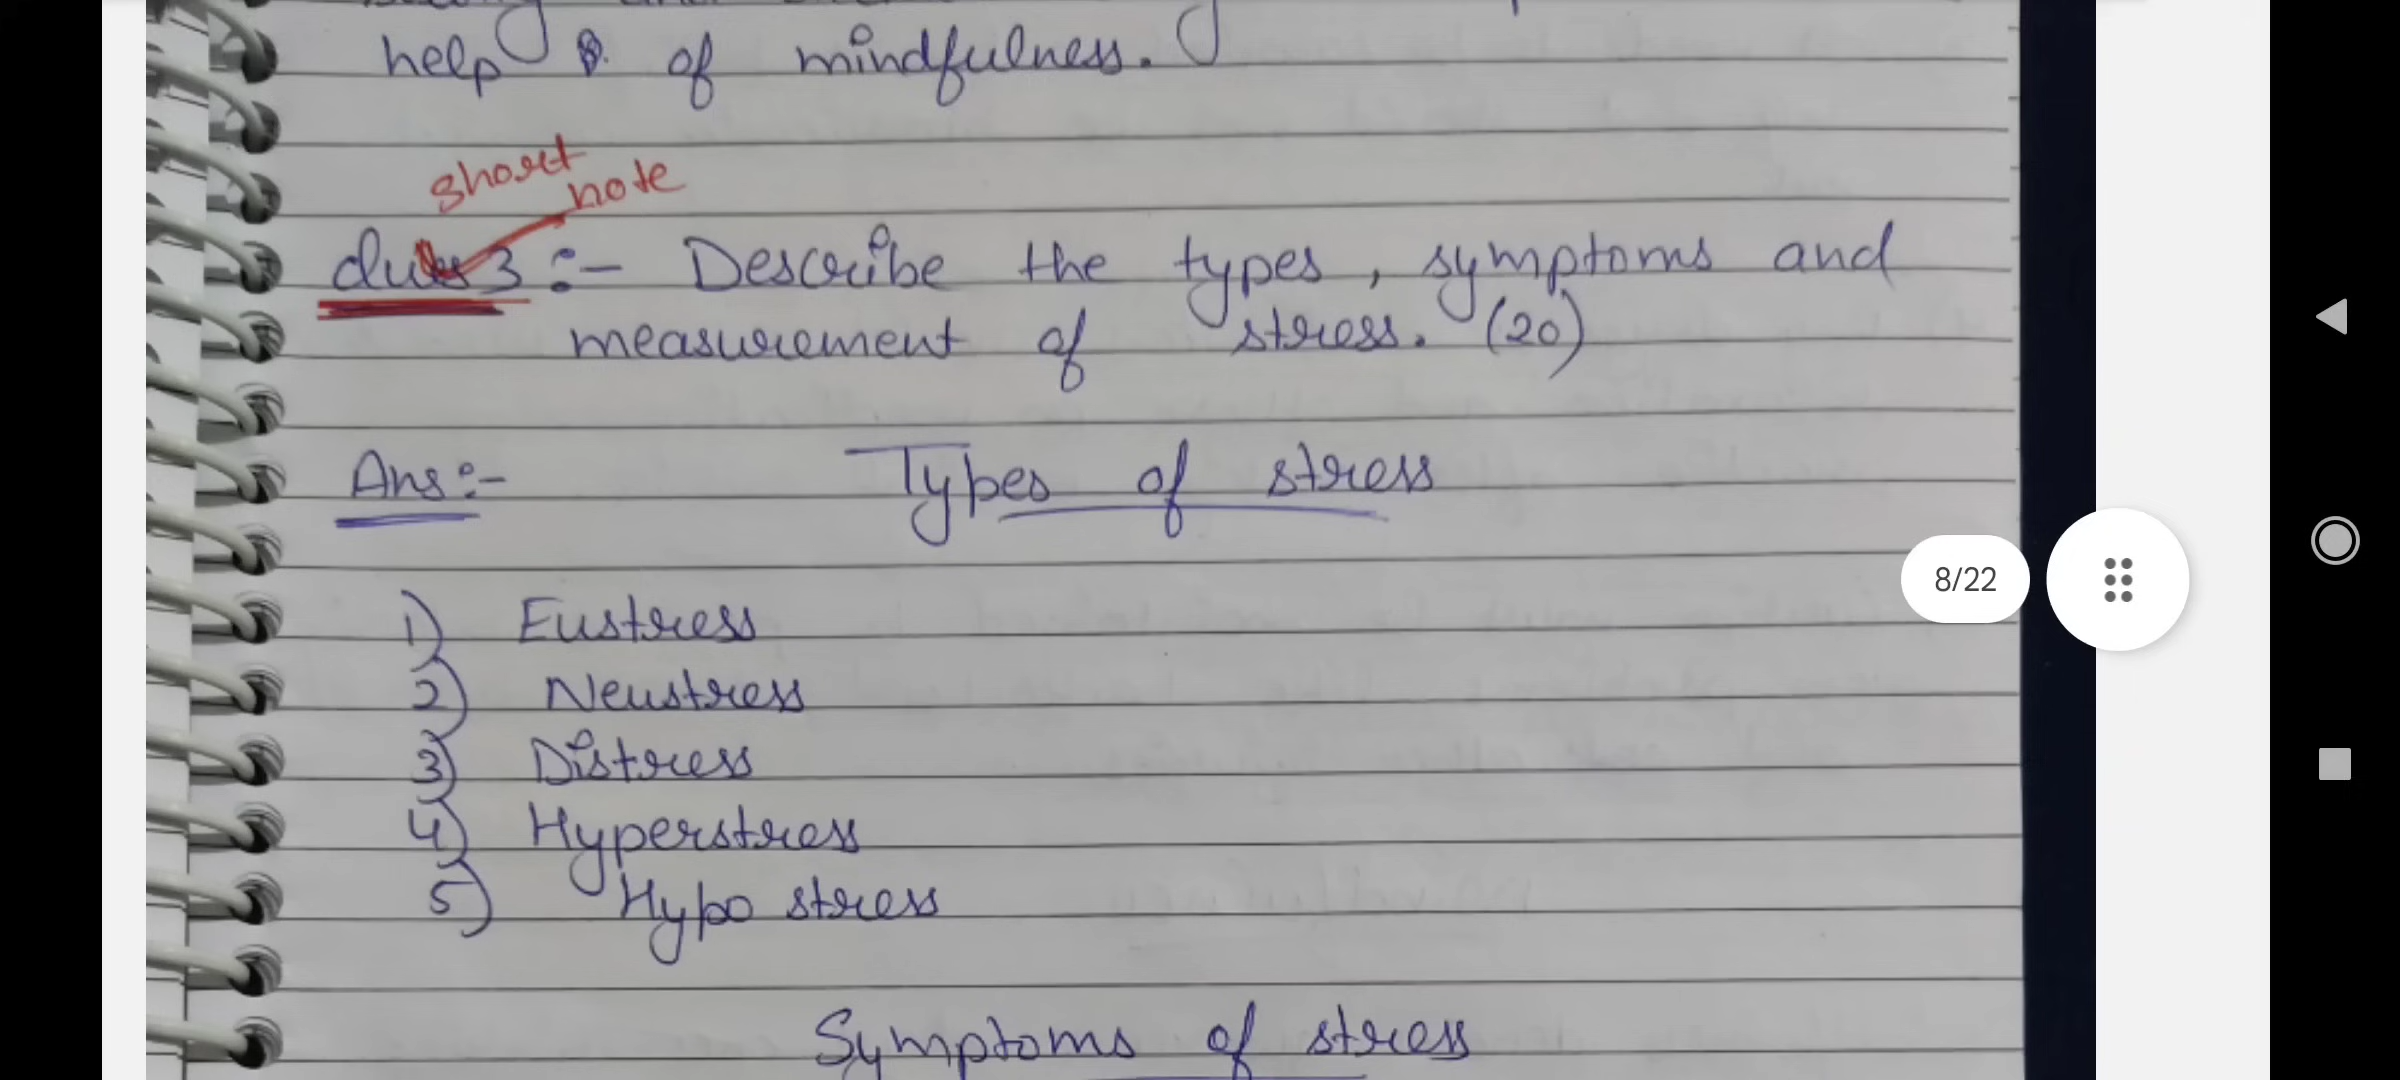 help of mindfulness.
short
note
Ques 3 :- Describe the types, symptoms and
measurement of stress. (20)
Ans :- Types of stress
1) Eustress
2) Neustress
8/22
3) Distress
4) Hyperstress
5) Hypo stress
Symptoms of stress